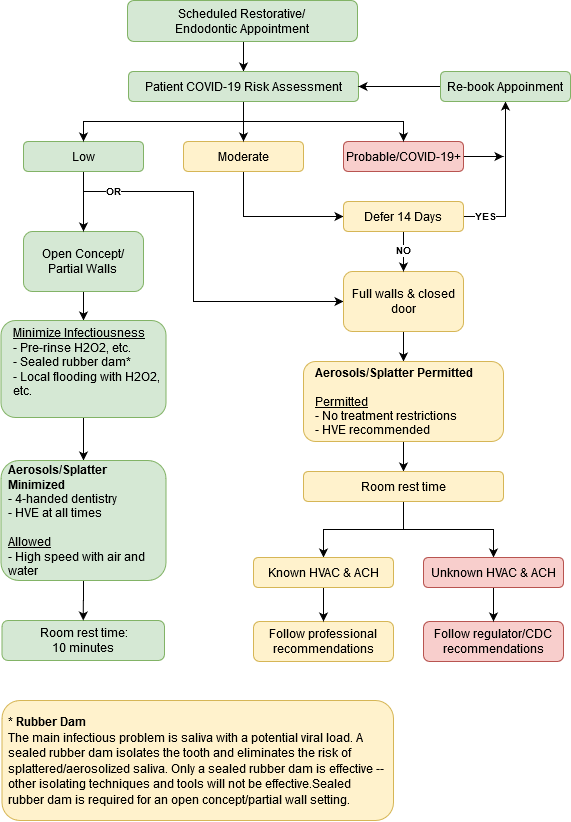 Scheduled Restorative/
Endodontic Appointment
Patient COVID-19 Risk Assessment
Re-book Appoinment
Low
Moderate
Probable/COVID-19+
OR
Defer 14 Days
YES
NO
Open Concept/
Partial Walls
Full walls & closed
door
Minimize Infectiousness
- Pre-rinse H2O2, etc.
- Sealed rubber dam*
- Local flooding with H2O2,
etc.
Aerosols/Splatter Permitted
Permitted
- No treatment restrictions
- HVE recommended
Aerosols/Splatter
Minimized
- 4-handed dentistry
- HVE at all times
Allowed
- High speed with air and
water
Room rest time
Known HVAC & ACH
Unknown HVAC & ACH
Room rest time:
10 minutes
Follow professional
recommendations
Follow regulator/CDC
recommendations
* Rubber Dam
The main infectious problem is saliva with a potential viral load. A
sealed rubber dam isolates the tooth and eliminates the risk of
splattered/aerosolized saliva. Only a sealed rubber dam is effective --
other isolating techniques and tools will not be effective.Sealed
rubber dam is required for an open concept/partial wall setting.